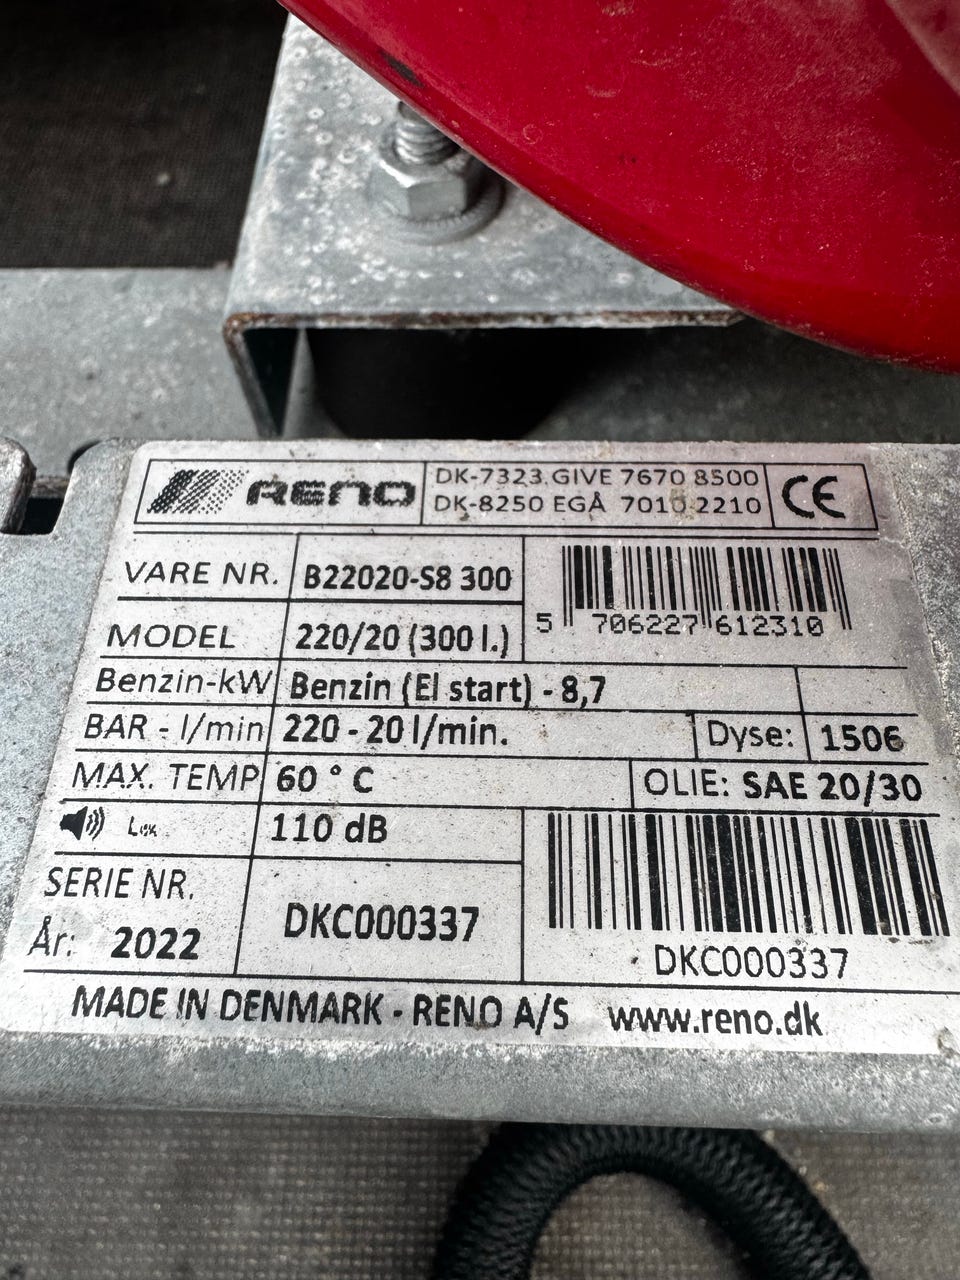 RENO
DK-7323 GIVE 7670 8500
DK-8250 EGÅ 7010 2210
CE
VARE NR. B22020-S8 300
5 706227 612310
MODEL 220/20 (300 l.)
Benzin-kW Benzin (El start) - 8,7
BAR - l/min 220 - 20 l/min. Dyse: 1506
MAX. TEMP 60 ° C OLIE: SAE 20/30
110 dB
SERIE NR. DKC000337
År: 2022
DKC000337
MADE IN DENMARK - RENO A/S www.reno.dk